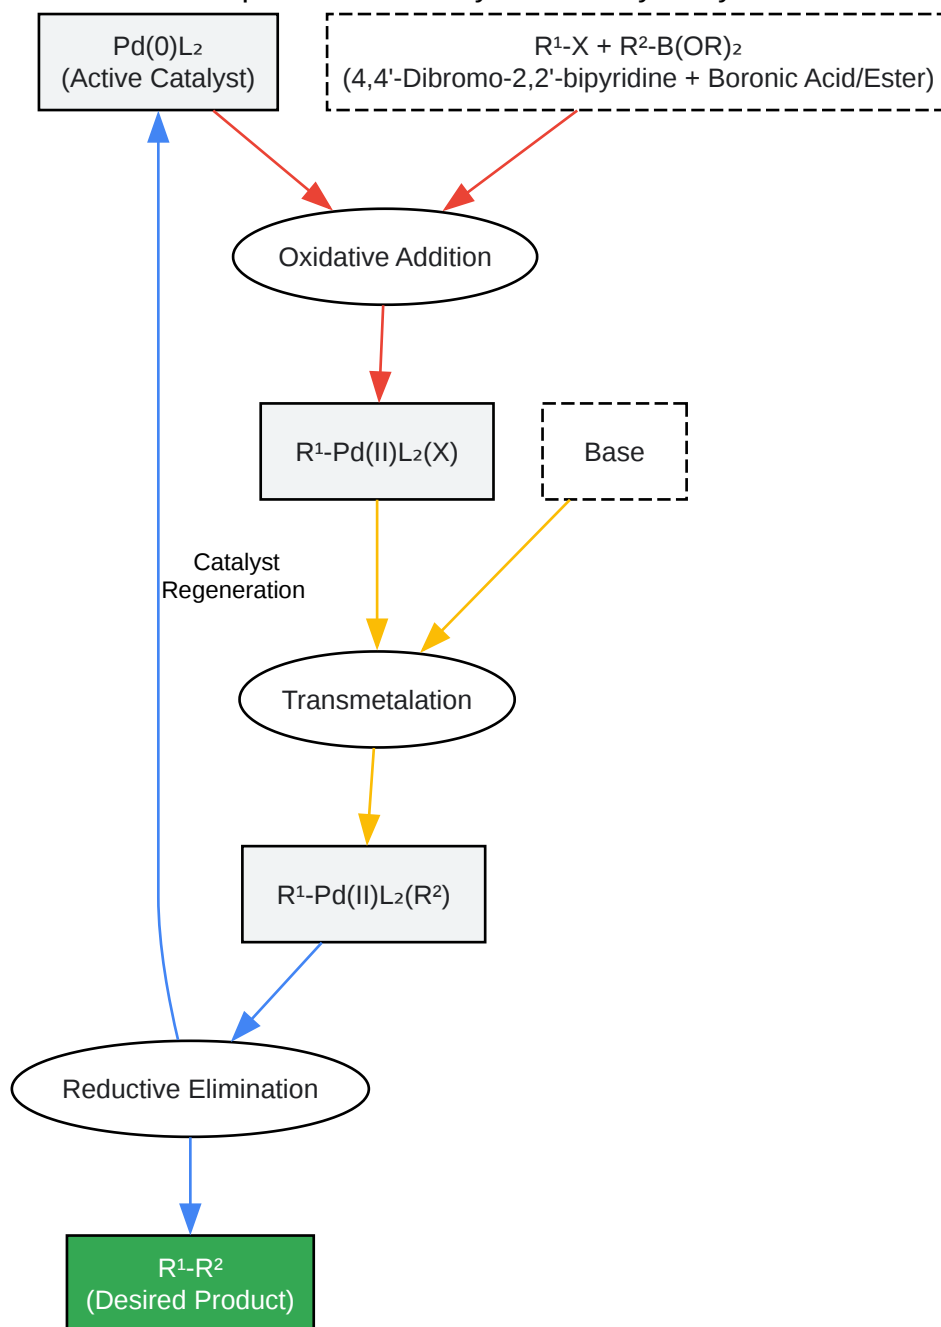 Pd(0)L₂
(Active Catalyst)
R¹-X + R²-B(OR)₂
(4,4'-Dibromo-2,2'-bipyridine + Boronic Acid/Ester)
Oxidative Addition
R¹-Pd(II)L₂(X)
Base
Catalyst
Regeneration
Transmetalation
R¹-Pd(II)L₂(R²)
Reductive Elimination
R¹-R²
(Desired Product)